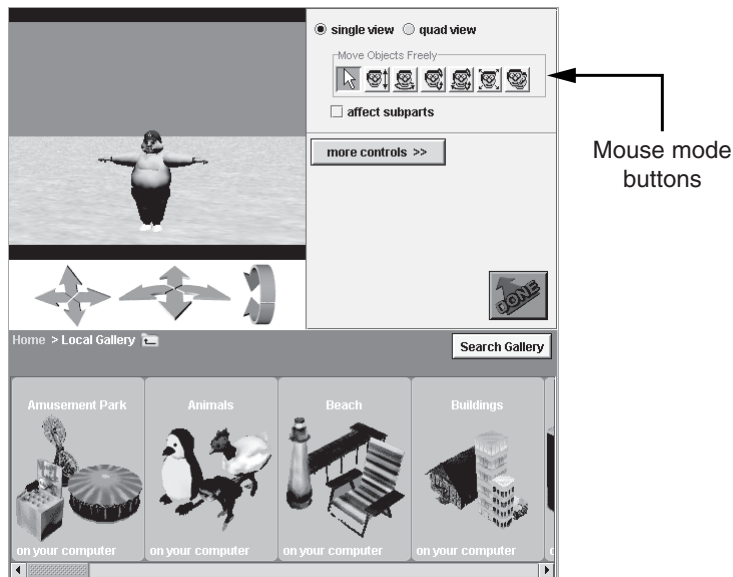 single view quad view
Move Objects Freely
affect subparts
more controls >>
Mouse mode
buttons
DONE
Home > Local Gallery
Search Gallery
Amusement Park Animals Beach Buildings
on your computer on your computer on your computer on your computer